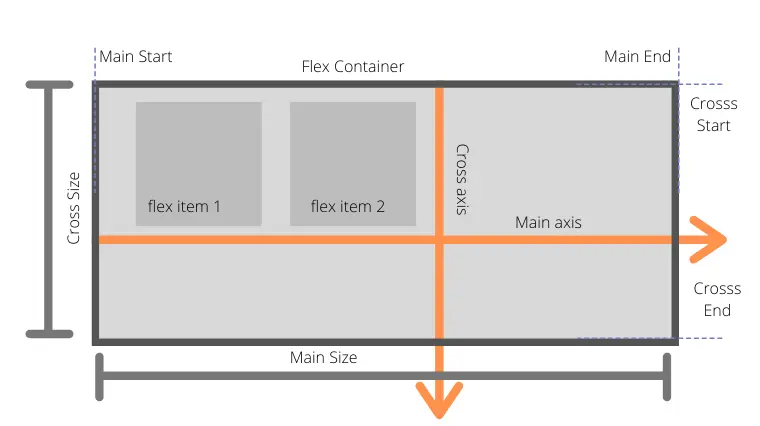 Main Start
Main End
Flex Container
Crosss
Start
Cross Size
Cross axis
flex item 1
flex item 2
Main axis
Crosss
End
Main Size